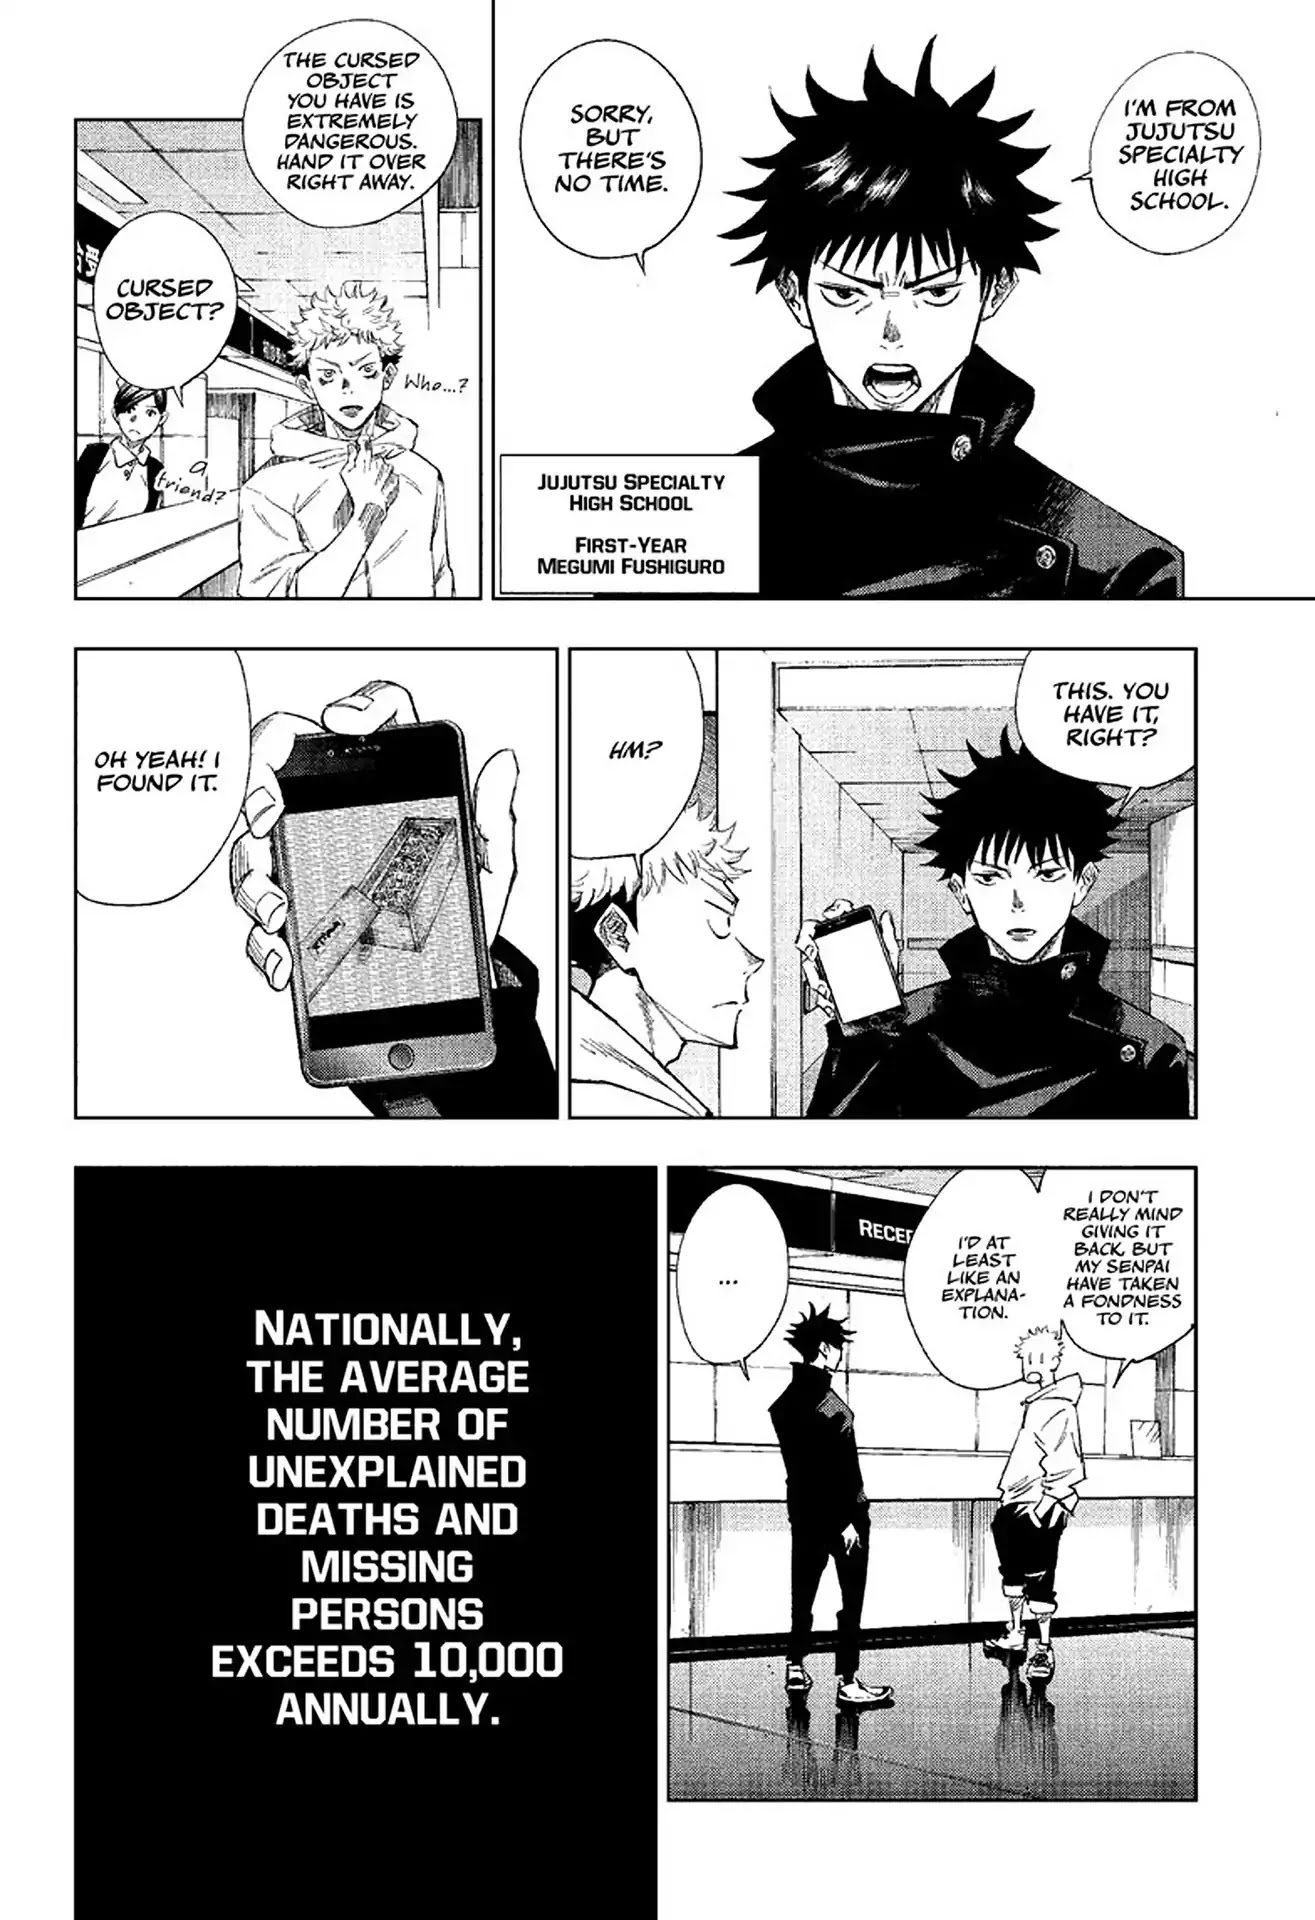 I'M FROM
JUJUTSU
SPECIALTY
HIGH
SCHOOL.
SORRY,
BUT
THERE'S
NO TIME.
JUJUTSU SPECIALTY
HIGH SCHOOL
FIRST-YEAR
MEGUMI FUSHIGURO
THE CURSED
OBJECT
YOU HAVE IS
EXTREMELY
DANGEROUS.
HAND IT OVER
RIGHT AWAY.
Who...?
CURSED
OBJECT?
a
friend?
THIS. YOU
HAVE IT,
RIGHT?
HM?
OH YEAH! I
FOUND IT.
I DON'T
REALLY MIND
GIVING IT
BACK, BUT
MY SENPAI
HAVE TAKEN
A FONDNESS
TO IT.
I'D AT
LEAST
LIKE AN
EXPLANA-
TION.
RECEP
...
NATIONALLY,
THE AVERAGE
NUMBER OF
UNEXPLAINED
DEATHS AND
MISSING
PERSONS
EXCEEDS 10,000
ANNUALLY.